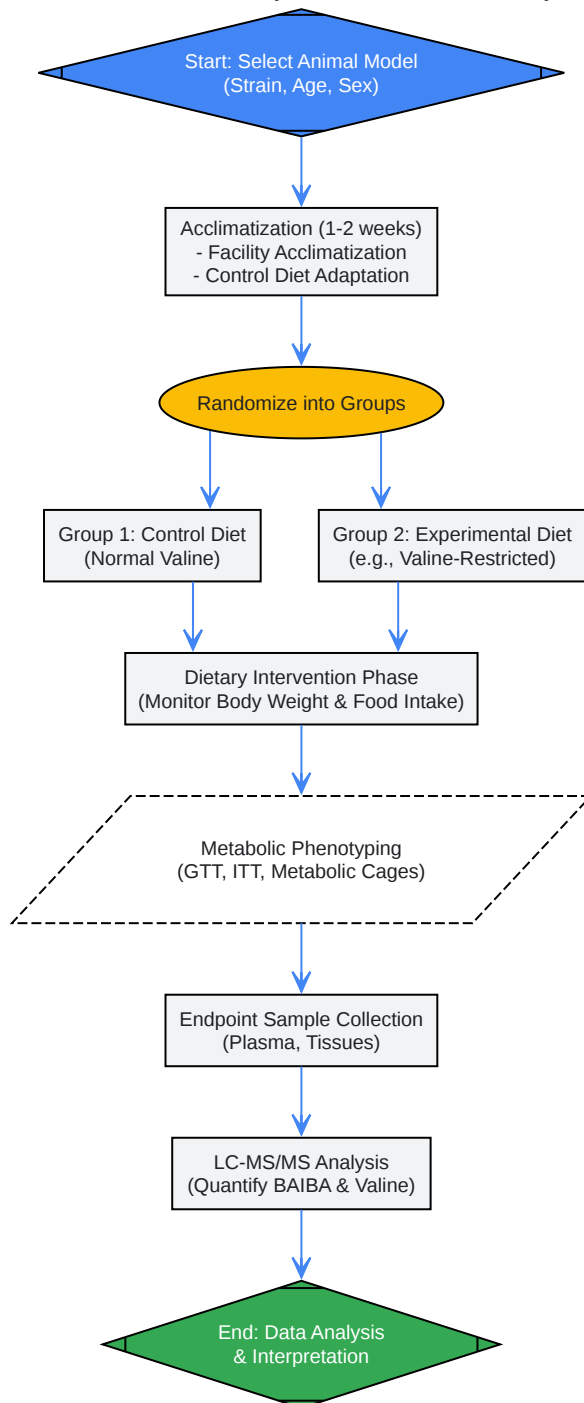 Start: Select Animal Model
(Strain, Age, Sex)
Acclimatization (1-2 weeks)
- Facility Acclimatization
- Control Diet Adaptation
Randomize into Groups
Group 1: Control Diet
(Normal Valine)
Group 2: Experimental Diet
(e.g., Valine-Restricted)
Dietary Intervention Phase
(Monitor Body Weight & Food Intake)
Metabolic Phenotyping
(GTT, ITT, Metabolic Cages)
Endpoint Sample Collection
(Plasma, Tissues)
LC-MS/MS Analysis
(Quantify BAIBA & Valine)
End: Data Analysis
& Interpretation